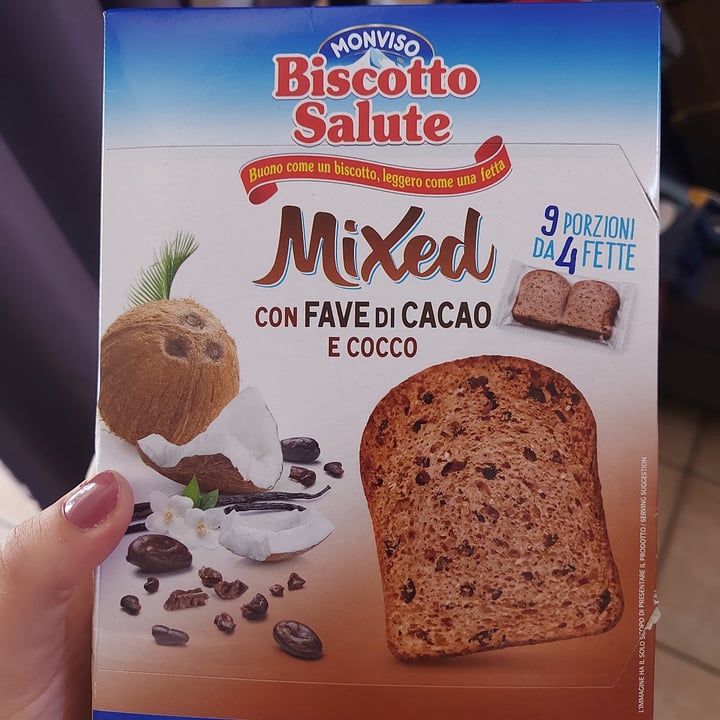 MONVISO
Biscotto
Salute
Buono come un biscotto, leggero come una fetta
Mixed
CON FAVE DI CACAO
E COCCO
9 PORZIONI
DA 4 FETTE
L'IMMAGINE HA IL SOLO SCOPO DI PRESENTARE IL PRODOTTO / SERVING SUGGESTION